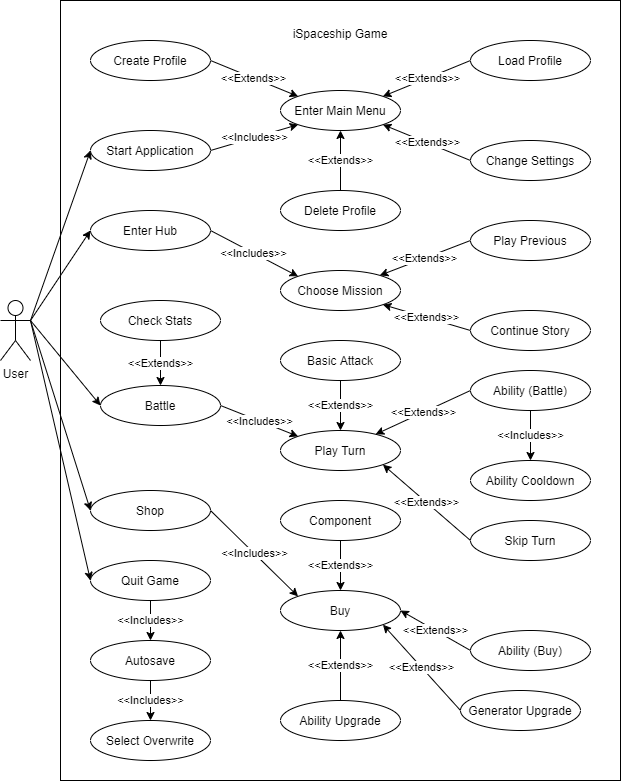 iSpaceship Game
Create Profile
Load Profile
<<Extends>>
<<Extends>>
Enter Main Menu
Start Application
<<Includes>>
<<Extends>>
<<Extends>>
Change Settings
Delete Profile
Enter Hub
Play Previous
<<Includes>>
<<Extends>>
Choose Mission
<<Extends>>
Check Stats
Continue Story
User
<<Extends>>
Basic Attack
Battle
<<Extends>>
<<Extends>>
Ability (Battle)
<<Includes>>
<<Includes>>
Play Turn
Ability Cooldown
<<Extends>>
Shop
Component
Skip Turn
<<Includes>>
<<Extends>>
Quit Game
Buy
<<Includes>>
<<Extends>>
Ability (Buy)
Autosave
<<Extends>>
<<Extends>>
<<Includes>>
Generator Upgrade
Ability Upgrade
Select Overwrite